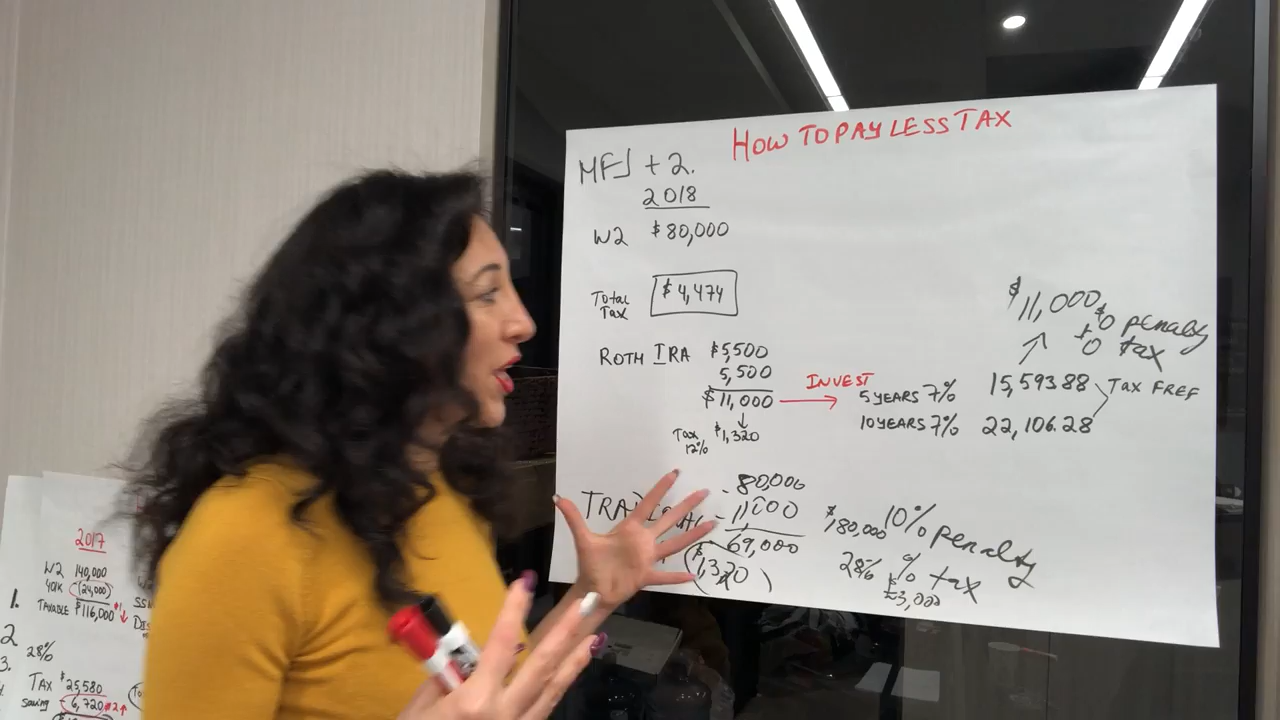 HOW TO PAY LESS TAX
MFJ + 2.
2018
W2 $80,000
Total Tax $4,474
ROTH IRA $5,500
5,500
$11,000
INVEST
Tax 12% $1,320
5 YEARS 7% 15,593.88
10 YEARS 7% 22,106.28
TAX FREE
$11,000
$0 penalty
$0 tax
- 80,000
- 11,000
69,000
$1,320
$180,000
28%
10% penalty
% tax
2017
W2 140,000
401K (24,000)
TAXABLE $116,000
1.
2
3.
28%
TAX $25,580
saving 6,720 #2